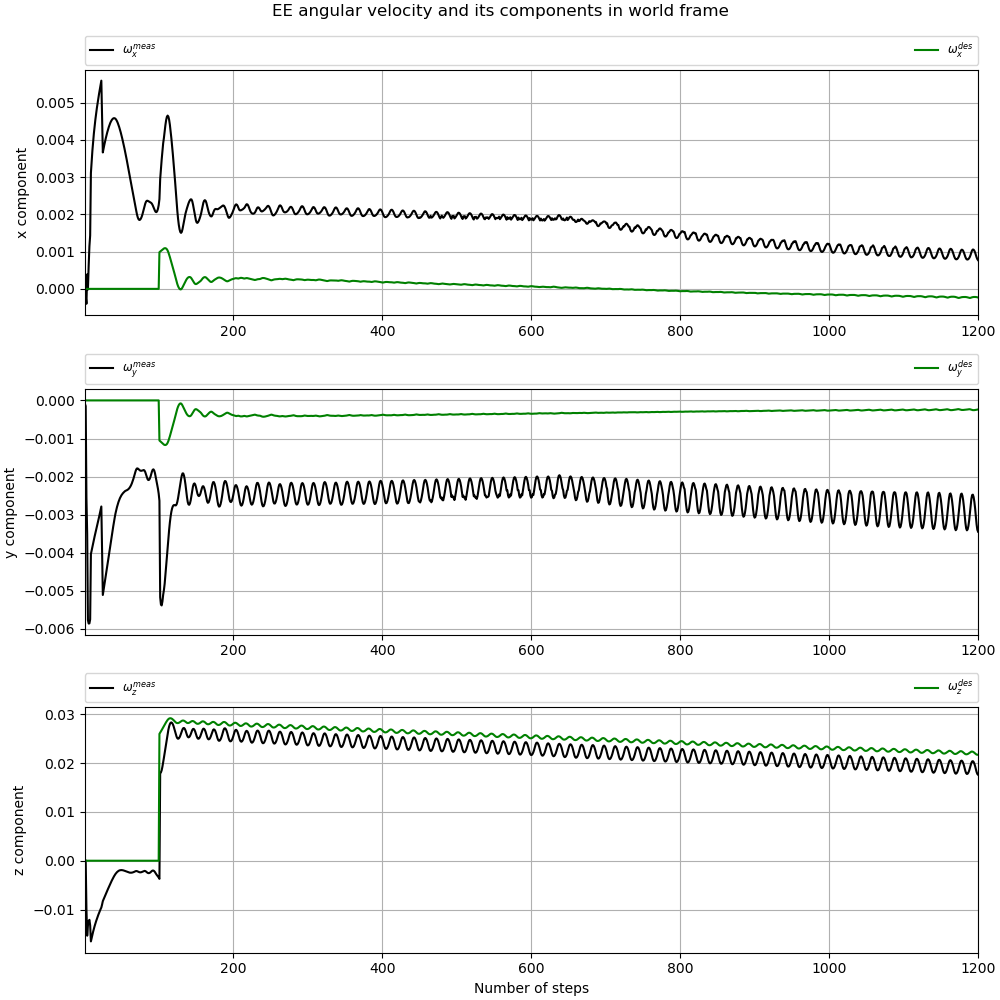 EE angular velocity and its components in world frame
ω_x^meas ω_x^des
0.005
0.004
0.003
0.002
0.001
0.000
x component
200 400 600 800 1000 1200
ω_y^meas ω_y^des
0.000
−0.001
−0.002
−0.003
−0.004
−0.005
−0.006
y component
200 400 600 800 1000 1200
ω_z^meas ω_z^des
0.03
0.02
0.01
0.00
−0.01
z component
200 400 600 800 1000 1200
Number of steps